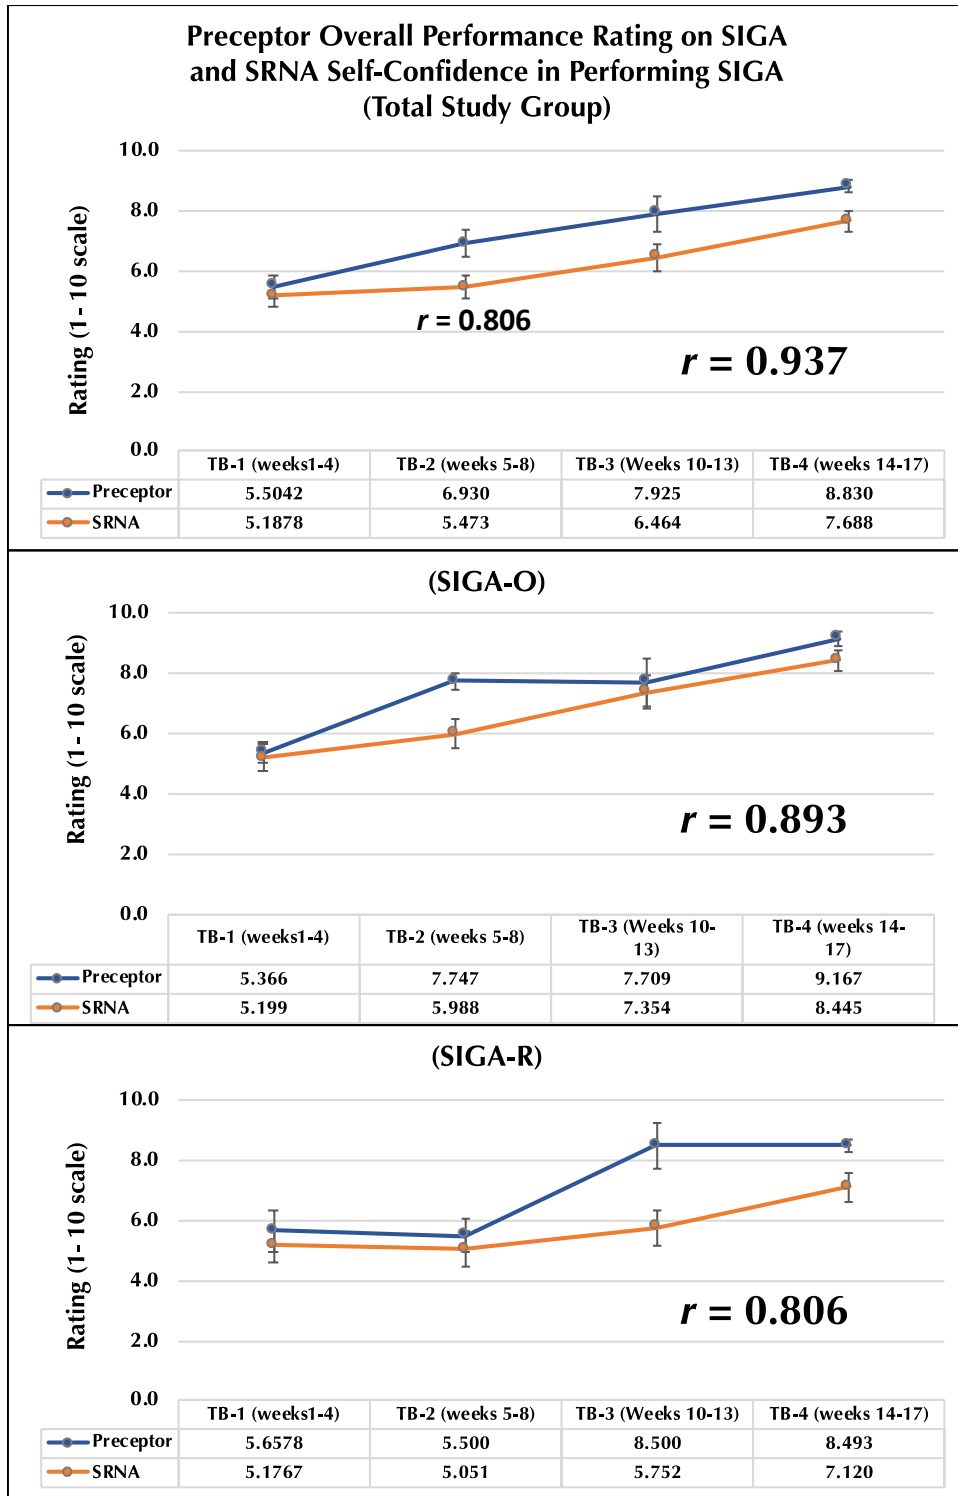 Preceptor Overall Performance Rating on SIGA
and SRNA Self-Confidence in Performing SIGA
(Total Study Group)
10.0
8.0
6.0
4.0
2.0
0.0
Rating (1- 10 scale)
r = 0.806
r = 0.937
TB-1 (weeks1-4) TB-2 (weeks 5-8) TB-3 (Weeks 10-13) TB-4 (weeks 14-17)
Preceptor 5.5042 6.930 7.925 8.830
SRNA 5.1878 5.473 6.464 7.688
(SIGA-O)
10.0
8.0
6.0
4.0
2.0
0.0
Rating (1- 10 scale)
r = 0.893
TB-1 (weeks1-4) TB-2 (weeks 5-8) TB-3 (Weeks 10-
13) TB-4 (weeks 14-
17)
Preceptor 5.366 7.747 7.709 9.167
SRNA 5.199 5.988 7.354 8.445
(SIGA-R)
10.0
8.0
6.0
4.0
2.0
0.0
Rating (1- 10 scale)
r = 0.806
TB-1 (weeks1-4) TB-2 (weeks 5-8) TB-3 (Weeks 10-13) TB-4 (weeks 14-17)
Preceptor 5.6578 5.500 8.500 8.493
SRNA 5.1767 5.051 5.752 7.120